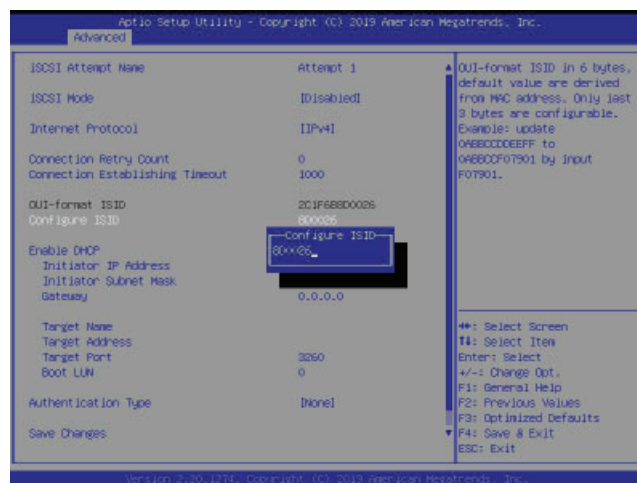 Aptio Setup Utility - Copyright (C) 2019 American Megatrends, Inc.
Advanced
iSCSI Attempt Name Attempt 1
iSCSI Mode [Disabled]
Internet Protocol [IPv4]
Connection Retry Count 0
Connection Establishing Timeout 1000
OUI-format ISID 2C1F6B8D0026
Configure ISID 8D0026
Configure ISID
Enable DHCP
Initiator IP Address
Initiator Subnet Mask
Gateway 0.0.0.0
Target Name
Target Address
Target Port 3260
Boot LUN 0
Authentication Type [None]
Save Changes
OUI-format ISID in 6 bytes,
default value are derived
from MAC address. Only last
3 bytes are configurable.
Example: update
0ABBCCDDEEFF to
0ABBCCF07901 by input
F07901.
→←: Select Screen
↑↓: Select Item
Enter: Select
+/-: Change Opt.
F1: General Help
F2: Previous Values
F3: Optimized Defaults
F4: Save & Exit
ESC: Exit
Version 2.20.1274. Copyright (C) 2019 American Megatrends, Inc.